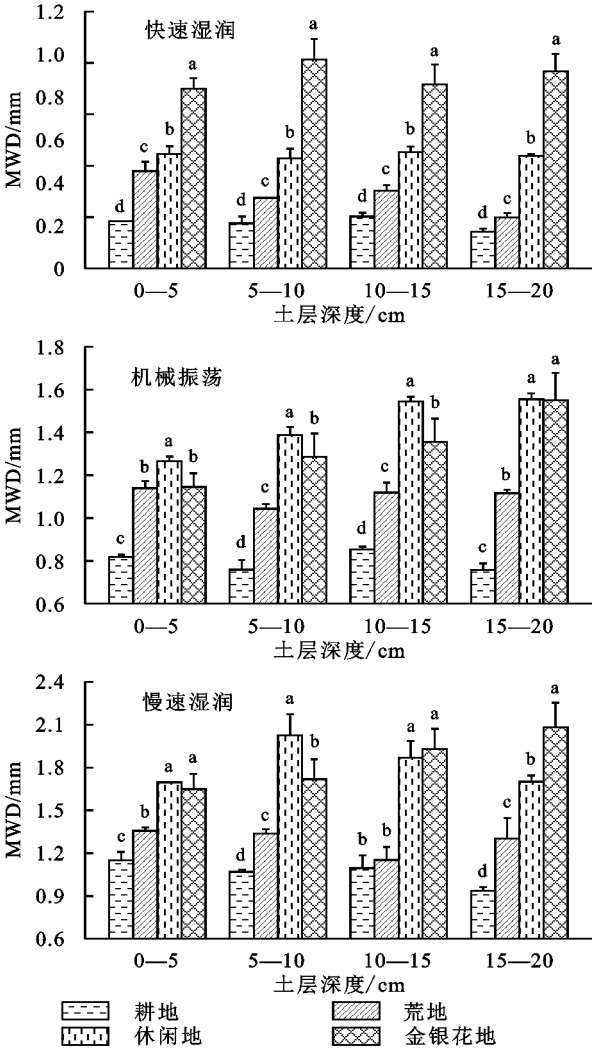 快速湿润
MWD/mm
1.2
1.0
0.8
0.6
0.4
0.2
0
d c b a
d c b a
d c b a
d c b a
0—5 5—10 10—15 15—20
土层深度/cm
机械振荡
MWD/mm
1.8
1.6
1.4
1.2
1.0
0.8
0.6
c b a b
d c a b
d c a b
c b a a
0—5 5—10 10—15 15—20
土层深度/cm
慢速湿润
MWD/mm
2.4
2.1
1.8
1.5
1.2
0.9
0.6
c b a a
d c a b
b b a a
d c b a
0—5 5—10 10—15 15—20
土层深度/cm
耕地 荒地
休闲地 金银花地